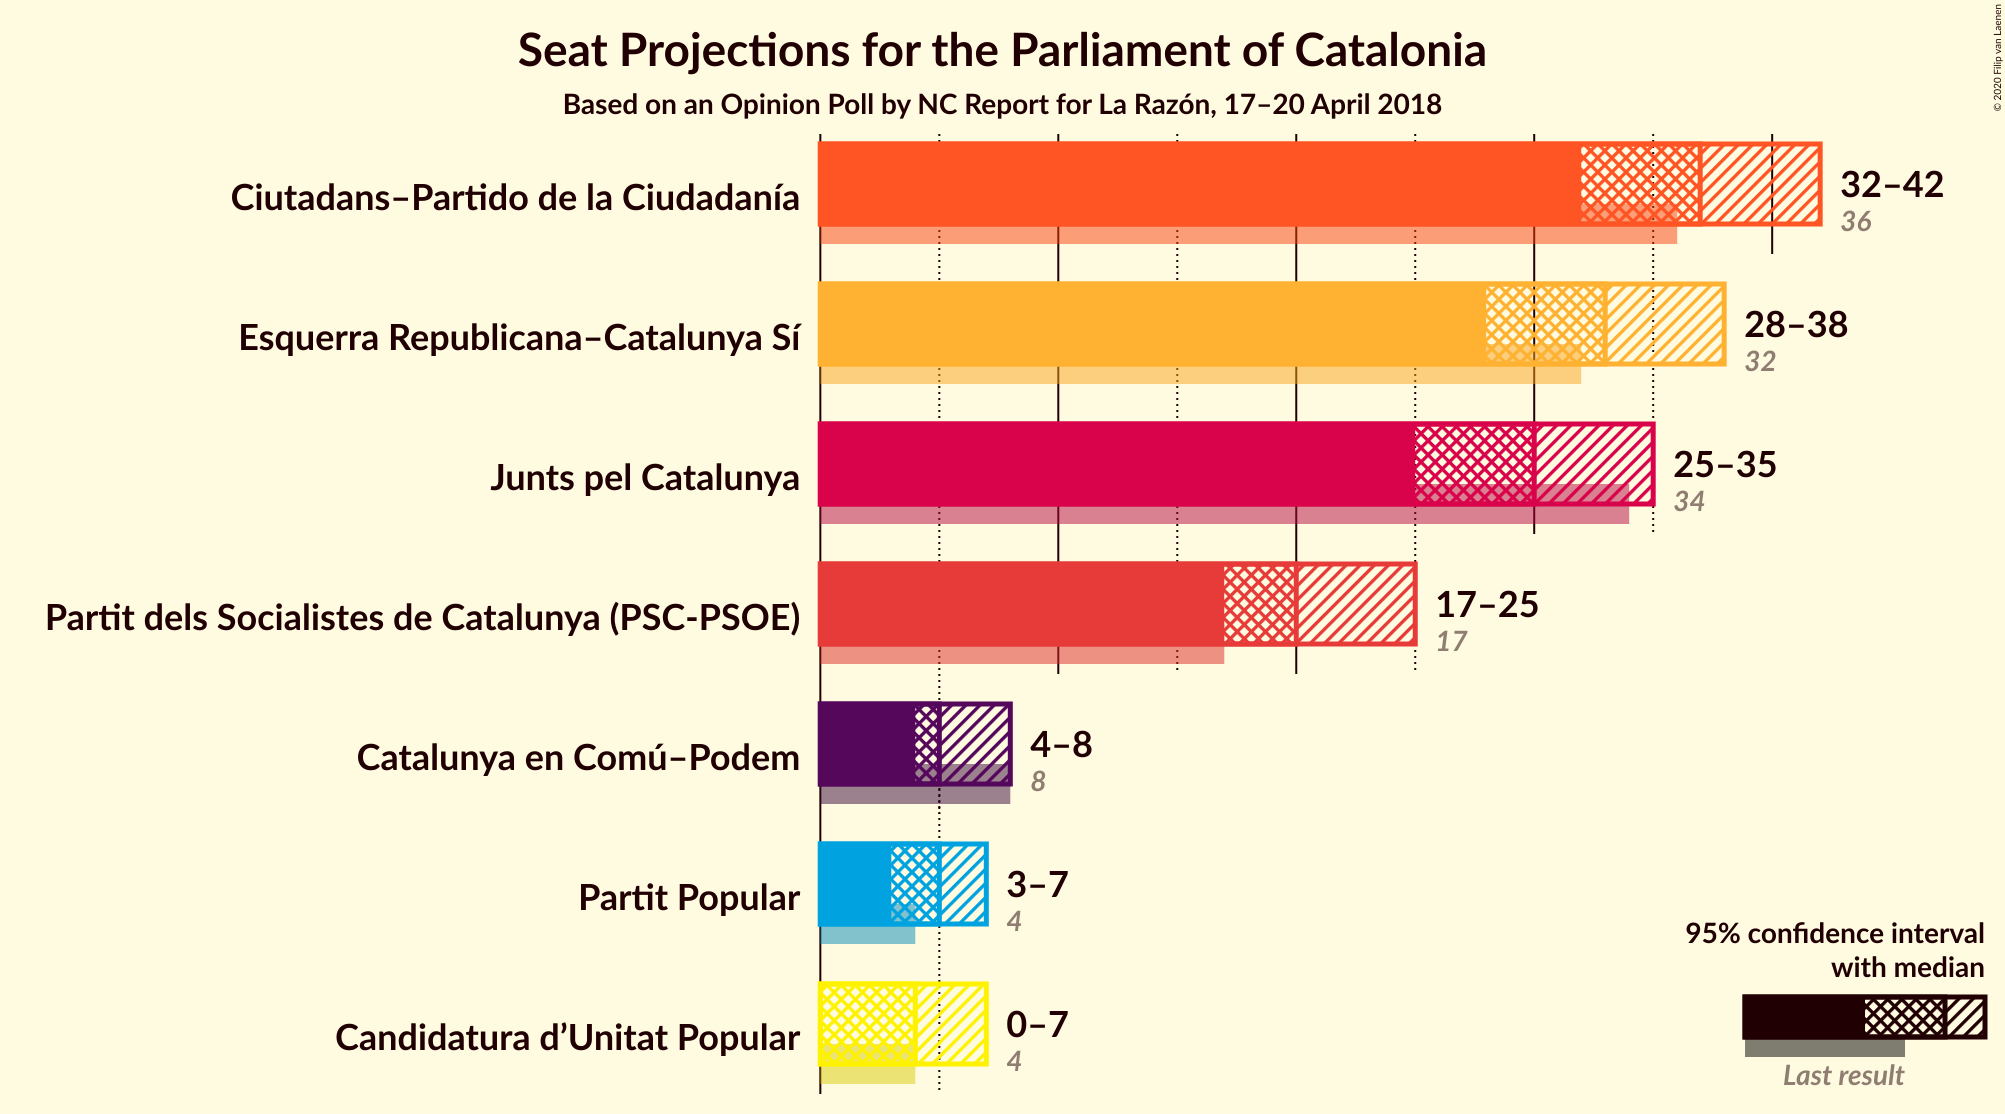 Seat Projections for the Parliament of Catalonia
Based on an Opinion Poll by NC Report for La Razón, 17–20 April 2018
© 2020 Filip van Laenen
Ciutadans–Partido de la Ciudadanía
32–42
36
Esquerra Republicana–Catalunya Sí
28–38
32
Junts pel Catalunya
25–35
34
Partit dels Socialistes de Catalunya (PSC-PSOE)
17–25
17
Catalunya en Comú–Podem
4–8
8
Partit Popular
3–7
4
Candidatura d’Unitat Popular
0–7
4
95% confidence interval
with median
Last result